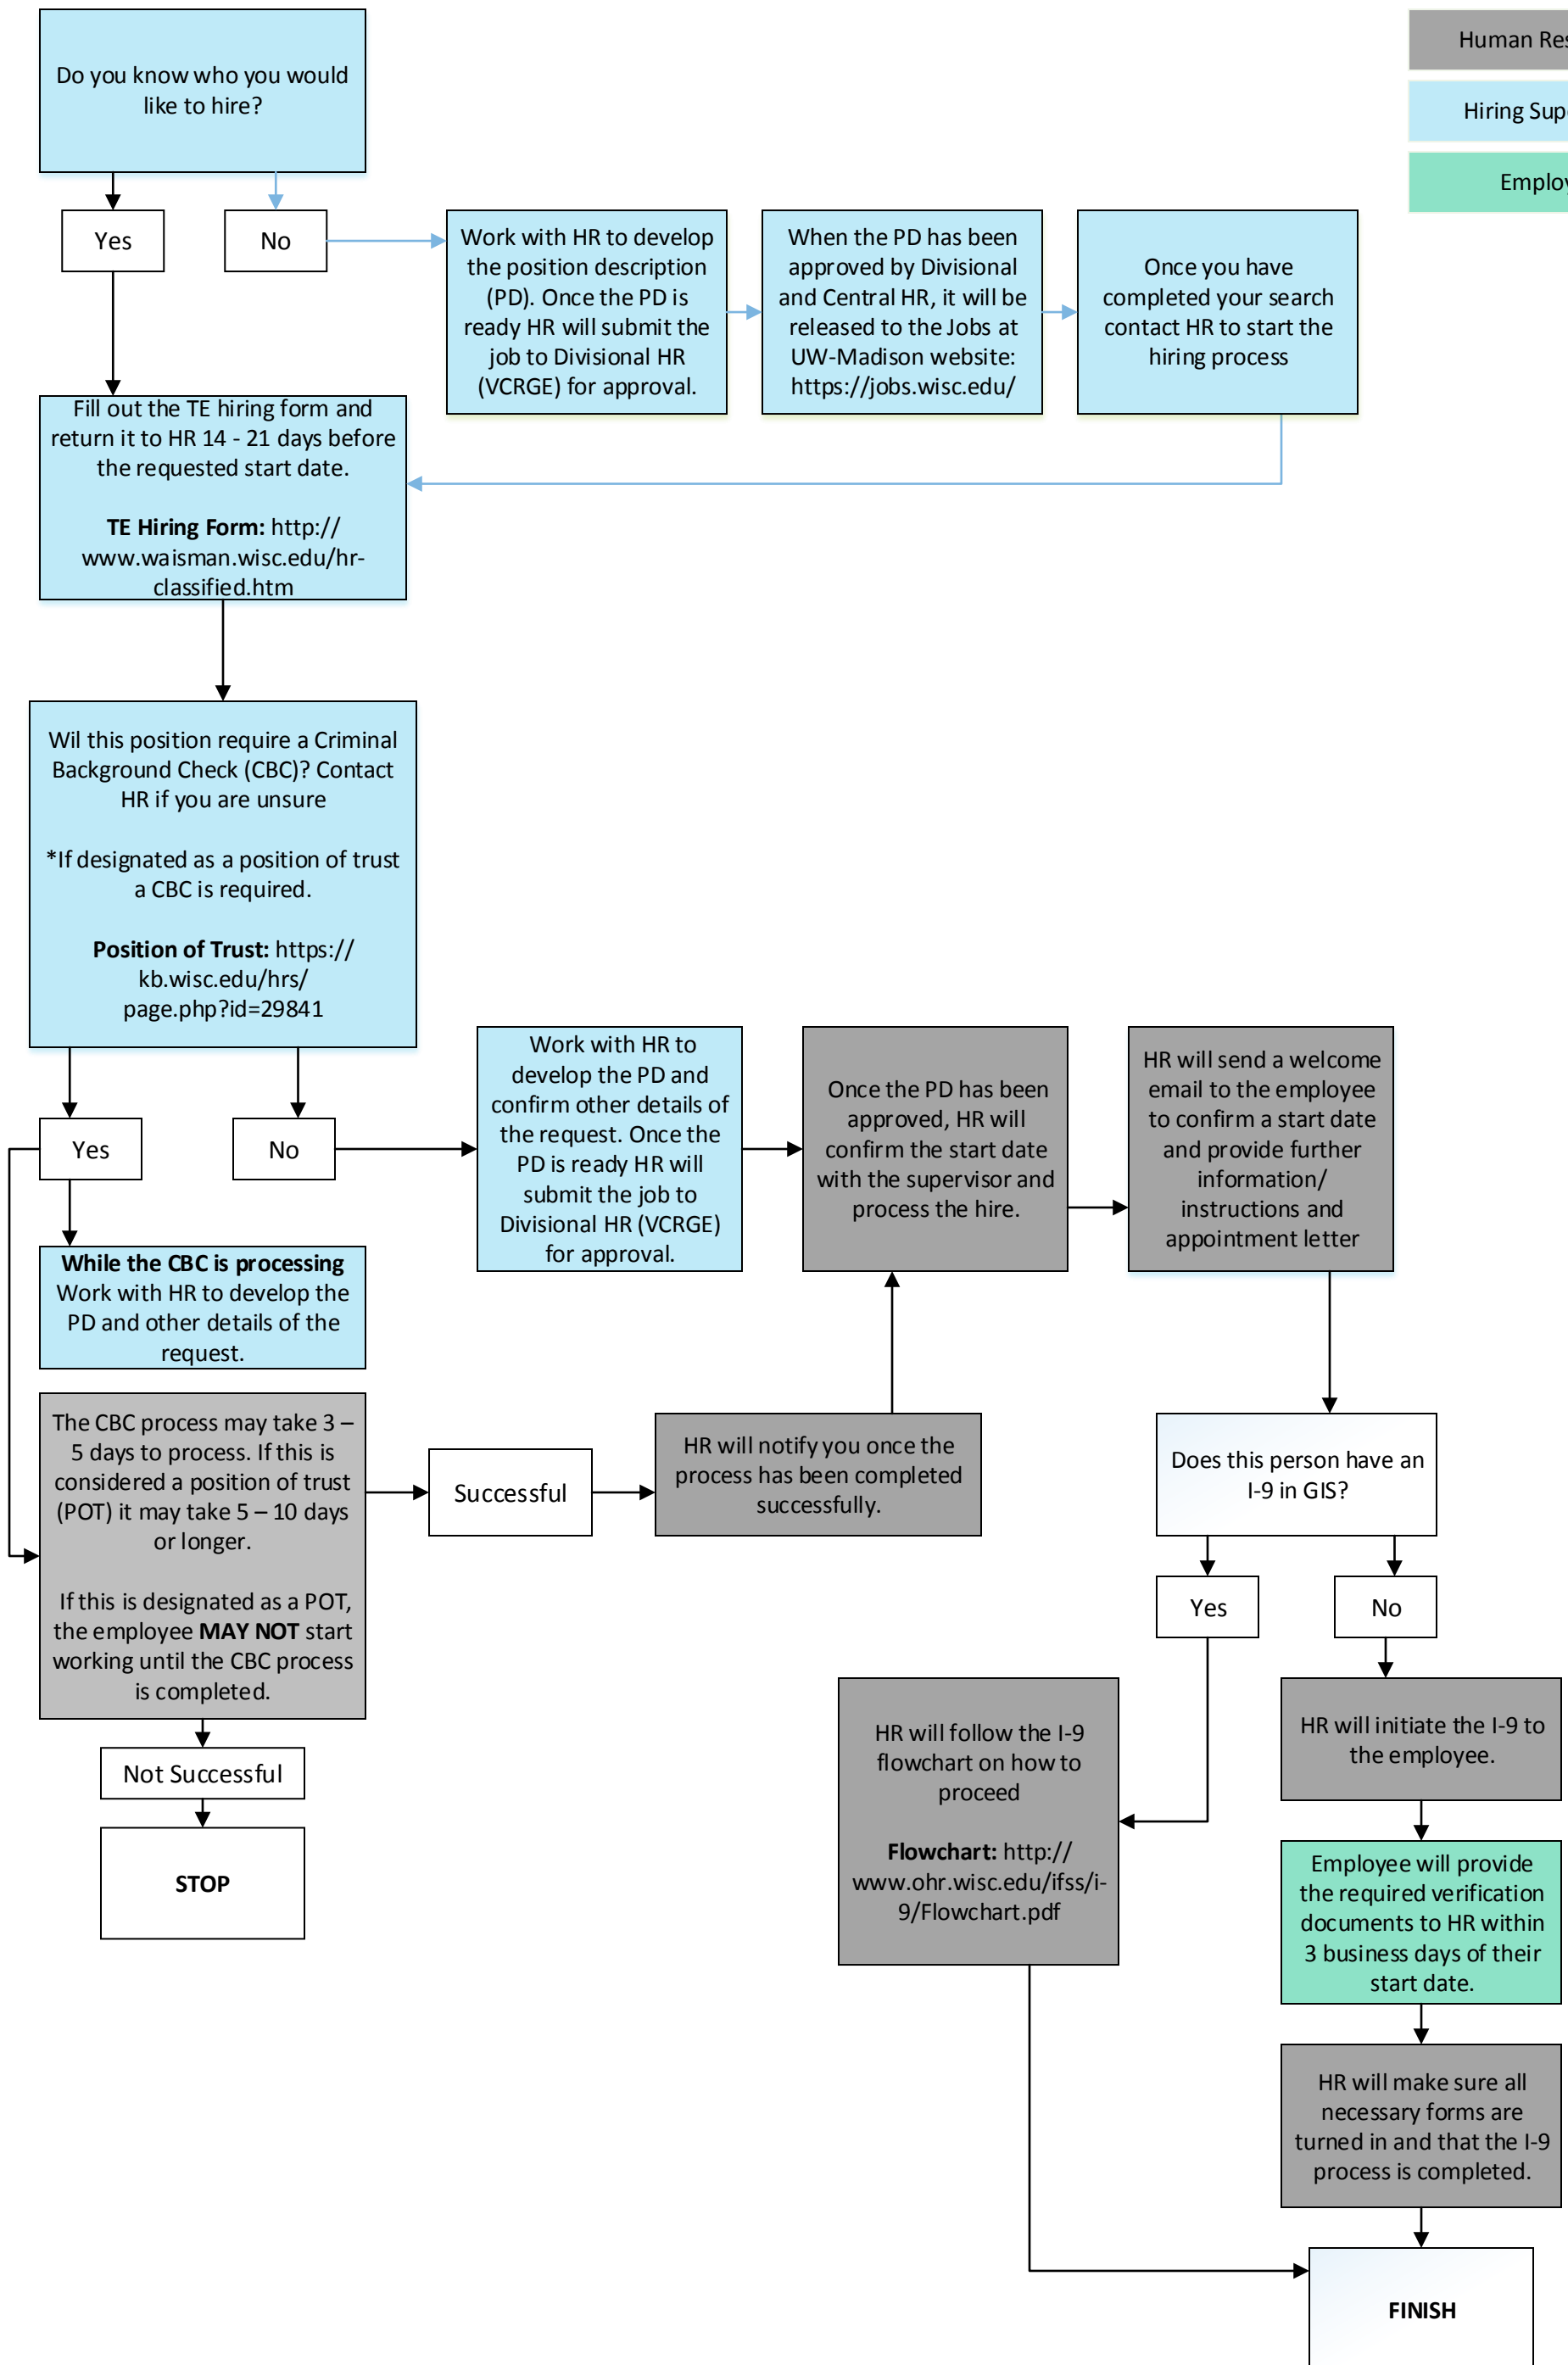 Do you know who you would
like to hire?
Human Res
Hiring Sup
Employ
Yes
No
Work with HR to develop
the position description
(PD). Once the PD is
ready HR will submit the
job to Divisional HR
(VCRGE) for approval.
When the PD has been
approved by Divisional
and Central HR, it will be
released to the Jobs at
UW-Madison website:
https://jobs.wisc.edu/
Once you have
completed your search
contact HR to start the
hiring process
Fill out the TE hiring form and
return it to HR 14 - 21 days before
the requested start date.
TE Hiring Form: http://
www.waisman.wisc.edu/hr-
classified.htm
Wil this position require a Criminal
Background Check (CBC)? Contact
HR if you are unsure
*If designated as a position of trust
a CBC is required.
Position of Trust: https://
kb.wisc.edu/hrs/
page.php?id=29841
Yes
No
Work with HR to
develop the PD and
confirm other details of
the request. Once the
PD is ready HR will
submit the job to
Divisional HR (VCRGE)
for approval.
Once the PD has been
approved, HR will
confirm the start date
with the supervisor and
process the hire.
HR will send a welcome
email to the employee
to confirm a start date
and provide further
information/
instructions and
appointment letter
While the CBC is processing
Work with HR to develop the
PD and other details of the
request.
The CBC process may take 3 –
5 days to process. If this is
considered a position of trust
(POT) it may take 5 – 10 days
or longer.
If this is designated as a POT,
the employee MAY NOT start
working until the CBC process
is completed.
Successful
HR will notify you once the
process has been completed
successfully.
Does this person have an
I-9 in GIS?
Yes
No
Not Successful
STOP
HR will follow the I-9
flowchart on how to
proceed
Flowchart: http://
www.ohr.wisc.edu/ifss/i-
9/Flowchart.pdf
HR will initiate the I-9 to
the employee.
Employee will provide
the required verification
documents to HR within
3 business days of their
start date.
HR will make sure all
necessary forms are
turned in and that the I-9
process is completed.
FINISH